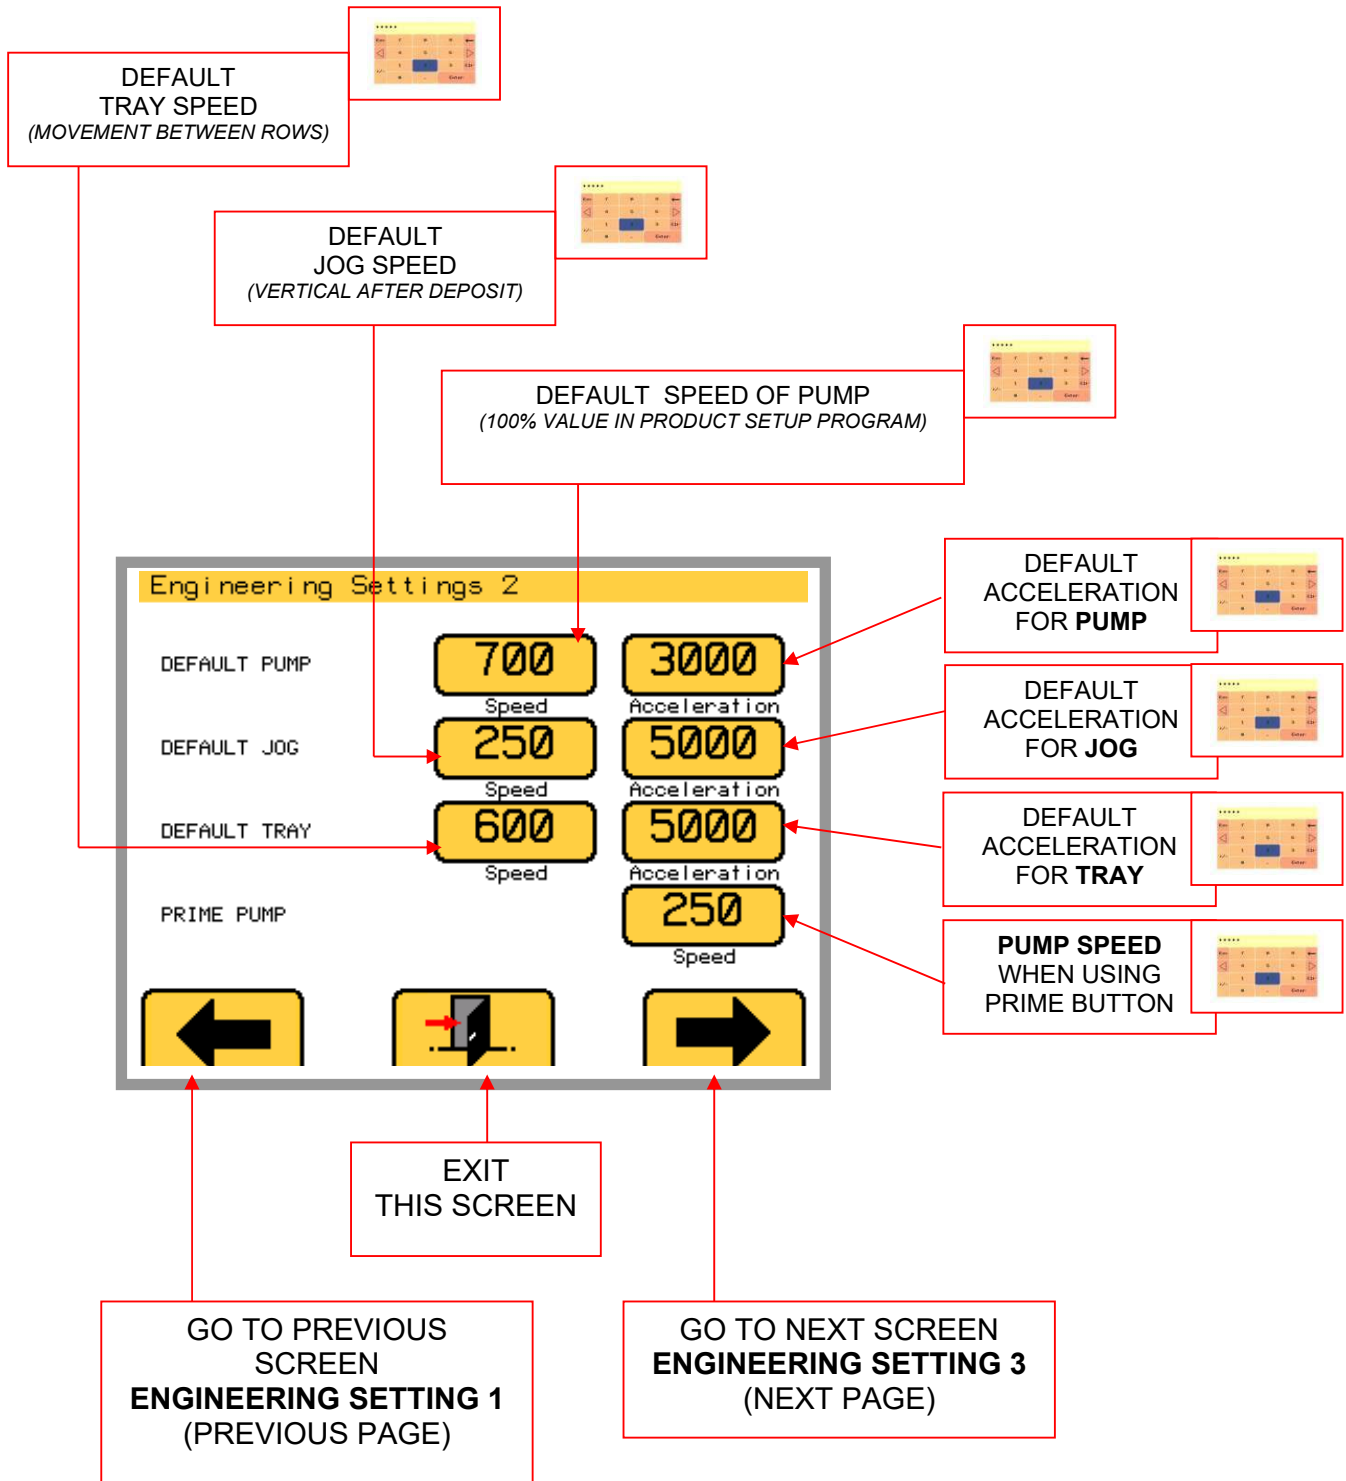 DEFAULT
TRAY SPEED
(MOVEMENT BETWEEN ROWS)
DEFAULT
JOG SPEED
(VERTICAL AFTER DEPOSIT)
DEFAULT SPEED OF PUMP
(100% VALUE IN PRODUCT SETUP PROGRAM)
Engineering Settings 2
DEFAULT PUMP
700
3000
Speed
Acceleration
DEFAULT JOG
250
5000
Speed
Acceleration
DEFAULT TRAY
600
5000
Speed
Acceleration
PRIME PUMP
250
Speed
DEFAULT
ACCELERATION
FOR PUMP
DEFAULT
ACCELERATION
FOR JOG
DEFAULT
ACCELERATION
FOR TRAY
PUMP SPEED
WHEN USING
PRIME BUTTON
EXIT
THIS SCREEN
GO TO PREVIOUS
SCREEN
ENGINEERING SETTING 1
(PREVIOUS PAGE)
GO TO NEXT SCREEN
ENGINEERING SETTING 3
(NEXT PAGE)